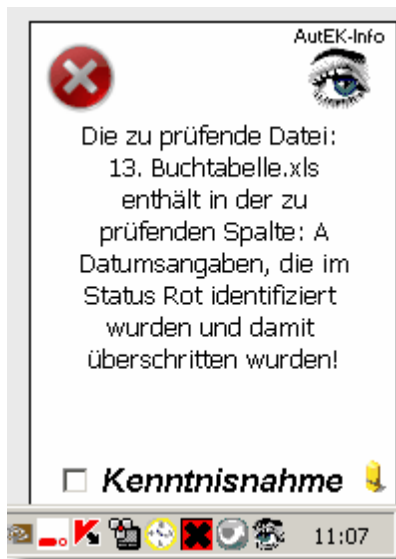 AutEK-Info
Die zu prüfende Datei:
13. Buchtabelle.xls
enthält in der zu
prüfenden Spalte: A
Datumsangaben, die im
Status Rot identifiziert
wurden und damit
überschritten wurden!
Kenntnisnahme
11:07